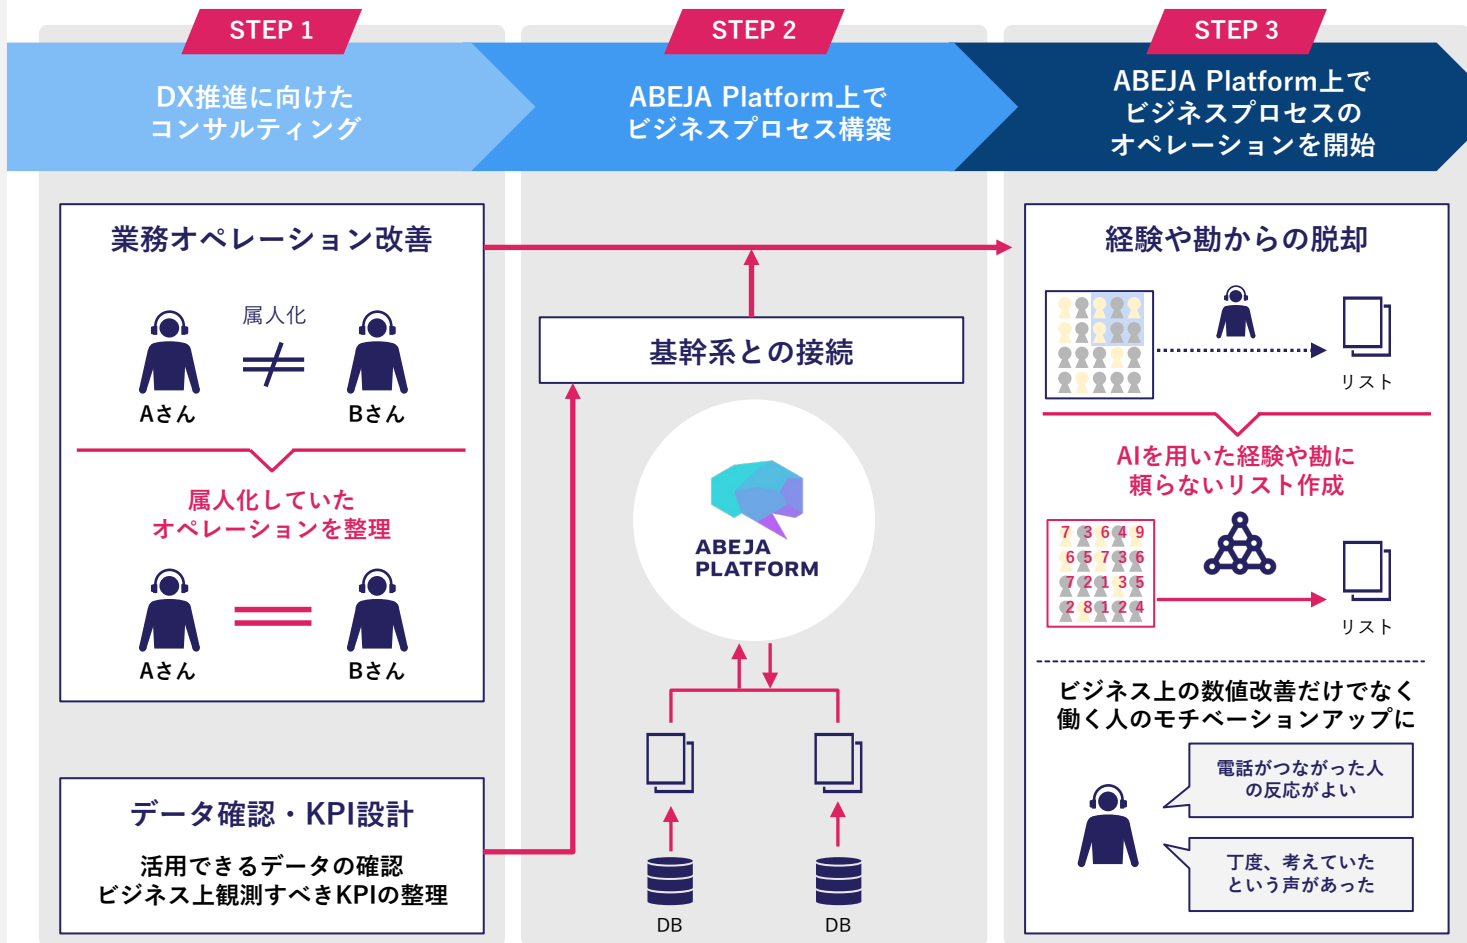 STEP 1
DX推進に向けた
コンサルティング
業務オペレーション改善
属人化
Aさん
Bさん
属人化していた
オペレーションを整理
Aさん
Bさん
データ確認・KPI設計
活用できるデータの確認
ビジネス上観測すべきKPIの整理
STEP 2
ABEJA Platform上で
ビジネスプロセス構築
基幹系との接続
ABEJA
PLATFORM
DB
DB
STEP 3
ABEJA Platform上で
ビジネスプロセスの
オペレーションを開始
経験や勘からの脱却
リスト
AIを用いた経験や勘に
頼らないリスト作成
7 3 6 4 9
6 5 7 3 6
7 2 1 3 5
2 8 1 2 4
リスト
ビジネス上の数値改善だけでなく
働く人のモチベーションアップに
電話がつながった人
の反応がよい
丁度、考えていた
という声があった